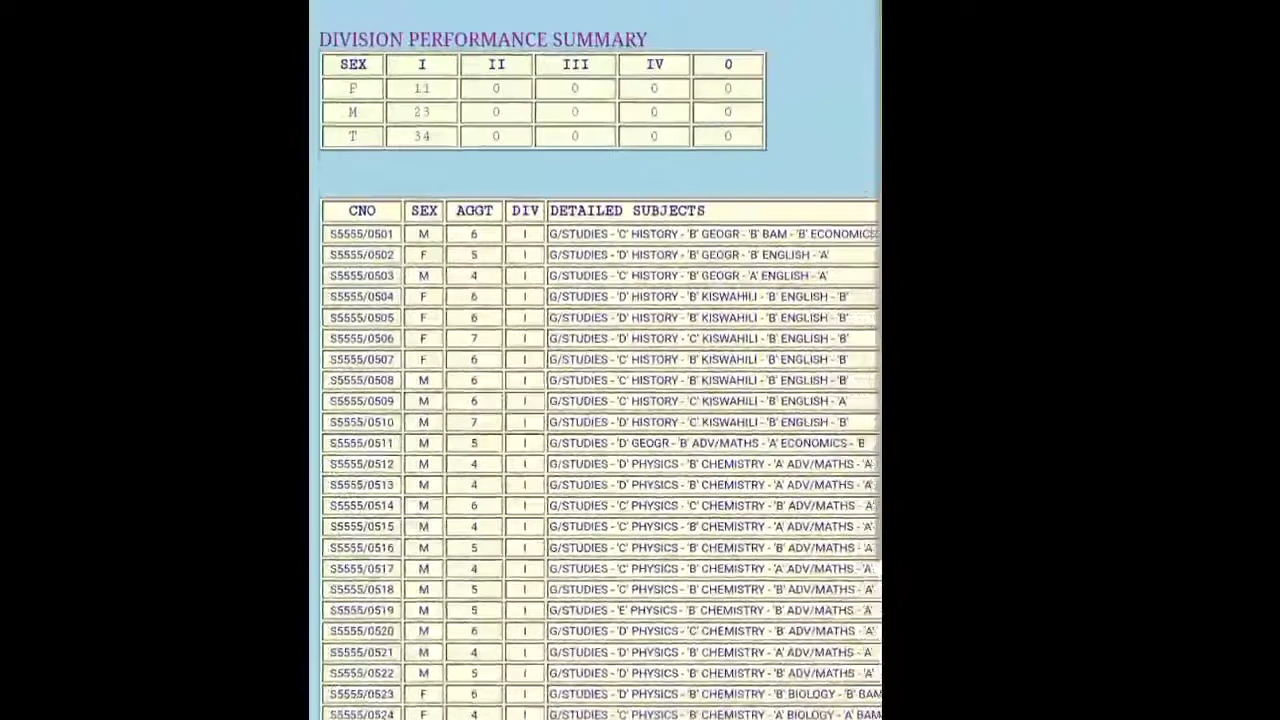 DIVISION PERFORMANCE SUMMARY
SEX I II III IV 0
F 11 0 0 0 0
M 23 0 0 0 0
T 34 0 0 0 0
CNO SEX AGGT DIV DETAILED SUBJECTS
S5555/0501 M 6 I G/STUDIES - 'C' HISTORY - 'B' GEOGR - 'B' BAM - 'B' ECONOMICS
S5555/0502 F 5 I G/STUDIES - 'D' HISTORY - 'B' GEOGR - 'B' ENGLISH - 'A'
S5555/0503 M 4 I G/STUDIES - 'C' HISTORY - 'B' GEOGR - 'A' ENGLISH - 'A'
S5555/0504 F 6 I G/STUDIES - 'D' HISTORY - 'B' KISWAHILI - 'B' ENGLISH - 'B'
S5555/0505 F 6 I G/STUDIES - 'D' HISTORY - 'B' KISWAHILI - 'B' ENGLISH - 'B'
S5555/0506 F 7 I G/STUDIES - 'D' HISTORY - 'C' KISWAHILI - 'B' ENGLISH - 'B'
S5555/0507 F 6 I G/STUDIES - 'C' HISTORY - 'B' KISWAHILI - 'B' ENGLISH - 'B'
S5555/0508 M 6 I G/STUDIES - 'C' HISTORY - 'B' KISWAHILI - 'B' ENGLISH - 'B'
S5555/0509 M 6 I G/STUDIES - 'C' HISTORY - 'C' KISWAHILI - 'B' ENGLISH - 'A'
S5555/0510 M 7 I G/STUDIES - 'D' HISTORY - 'C' KISWAHILI - 'B' ENGLISH - 'B'
S5555/0511 M 5 I G/STUDIES - 'D' GEOGR - 'B' ADV/MATHS - 'A' ECONOMICS - 'B
S5555/0512 M 4 I G/STUDIES - 'D' PHYSICS - 'B' CHEMISTRY - 'A' ADV/MATHS - 'A'
S5555/0513 M 4 I G/STUDIES - 'D' PHYSICS - 'B' CHEMISTRY - 'A' ADV/MATHS - 'A'
S5555/0514 M 6 I G/STUDIES - 'C' PHYSICS - 'C' CHEMISTRY - 'B' ADV/MATHS - 'A'
S5555/0515 M 4 I G/STUDIES - 'C' PHYSICS - 'B' CHEMISTRY - 'A' ADV/MATHS - 'A'
S5555/0516 M 5 I G/STUDIES - 'C' PHYSICS - 'B' CHEMISTRY - 'B' ADV/MATHS - 'A'
S5555/0517 M 4 I G/STUDIES - 'C' PHYSICS - 'B' CHEMISTRY - 'A' ADV/MATHS - 'A'
S5555/0518 M 5 I G/STUDIES - 'C' PHYSICS - 'B' CHEMISTRY - 'B' ADV/MATHS - 'A'
S5555/0519 M 5 I G/STUDIES - 'E' PHYSICS - 'B' CHEMISTRY - 'B' ADV/MATHS - 'A'
S5555/0520 M 6 I G/STUDIES - 'D' PHYSICS - 'C' CHEMISTRY - 'B' ADV/MATHS - 'A'
S5555/0521 M 4 I G/STUDIES - 'D' PHYSICS - 'B' CHEMISTRY - 'A' ADV/MATHS - 'A'
S5555/0522 M 5 I G/STUDIES - 'D' PHYSICS - 'B' CHEMISTRY - 'B' ADV/MATHS - 'A'
S5555/0523 F 6 I G/STUDIES - 'D' PHYSICS - 'B' CHEMISTRY - 'B' BIOLOGY - 'B' BAM
S5555/0524 F 4 I G/STUDIES - 'C' PHYSICS - 'B' CHEMISTRY - 'A' BIOLOGY - 'A' BAM